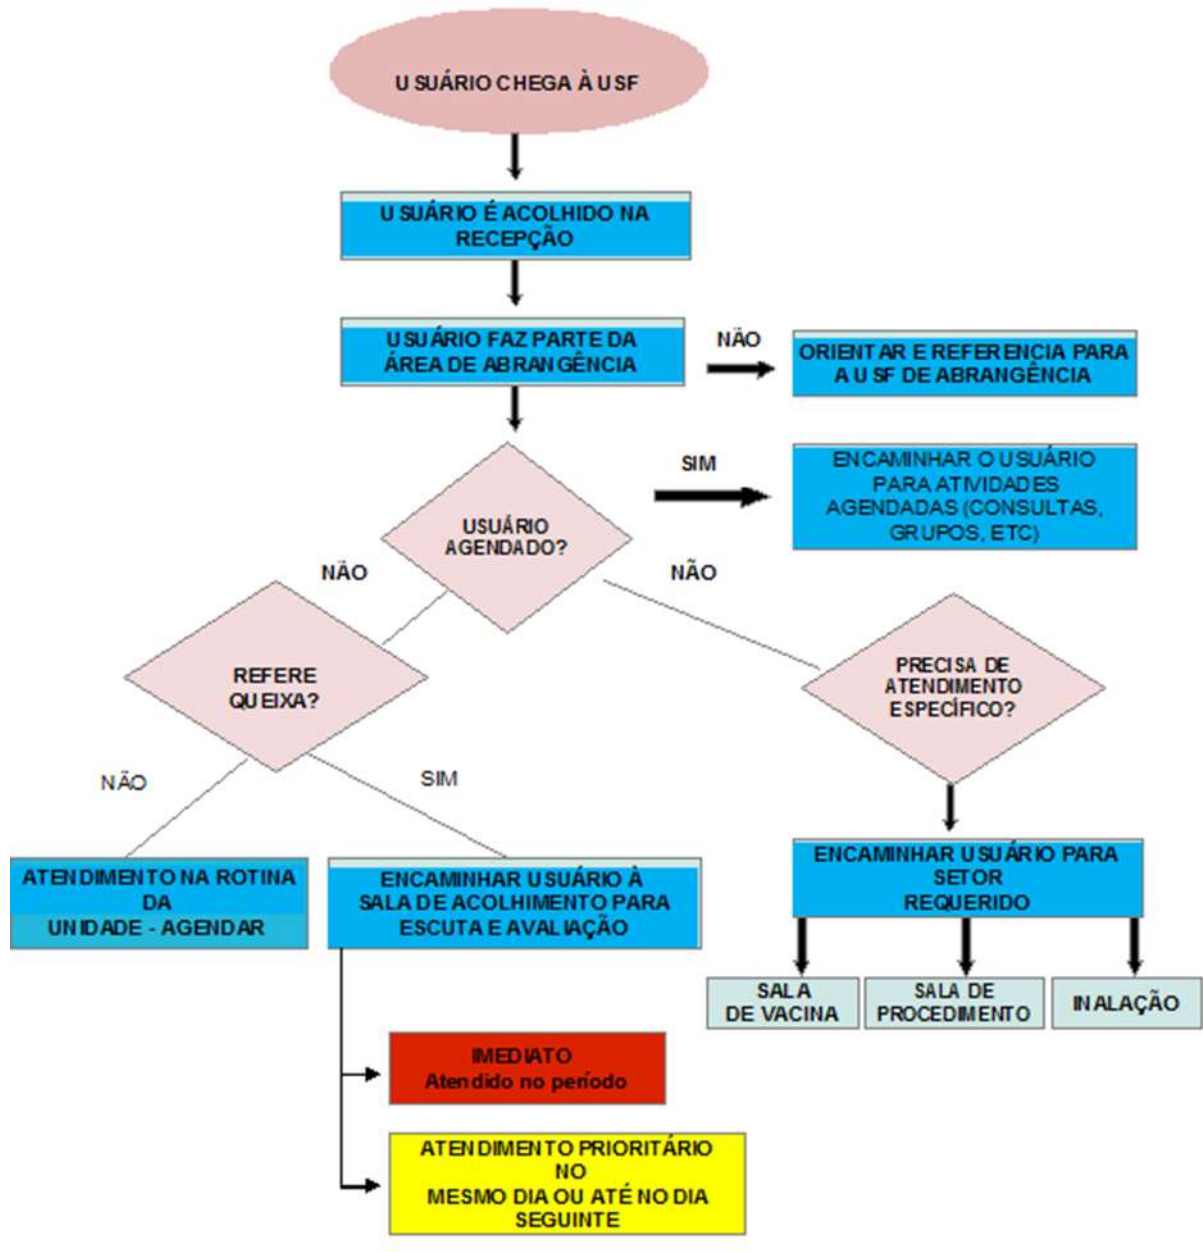 USUÁRIO CHEGA À USF
USUÁRIO É ACOLHIDO NA
RECEPÇÃO
USUÁRIO FAZ PARTE DA
ÁREA DE ABRANGÊNCIA
NÃO
ORIENTAR E REFERENCIA PARA
A USF DE ABRANGÊNCIA
SIM
ENCAMINHAR O USUÁRIO
PARA ATIVIDADES
AGENDADAS (CONSULTAS,
GRUPOS, ETC)
USUÁRIO
AGENDADO?
NÃO
NÃO
REFERE
QUEIXA?
PRECISA DE
ATENDIMENTO
ESPECÍFICO?
NÃO
SIM
ATENDIMENTO NA ROTINA
DA
UNIDADE - AGENDAR
ENCAMINHAR USUÁRIO À
SALA DE ACOLHIMENTO PARA
ESCUTA E AVALIAÇÃO
ENCAMINHAR USUÁRIO PARA
SETOR
REQUERIDO
SALA
DE VACINA
SALA DE
PROCEDIMENTO
INALAÇÃO
IMEDIATO
Atendido no período
ATENDIMENTO PRIORITÁRIO
NO
MESMO DIA OU ATÉ NO DIA
SEGUINTE